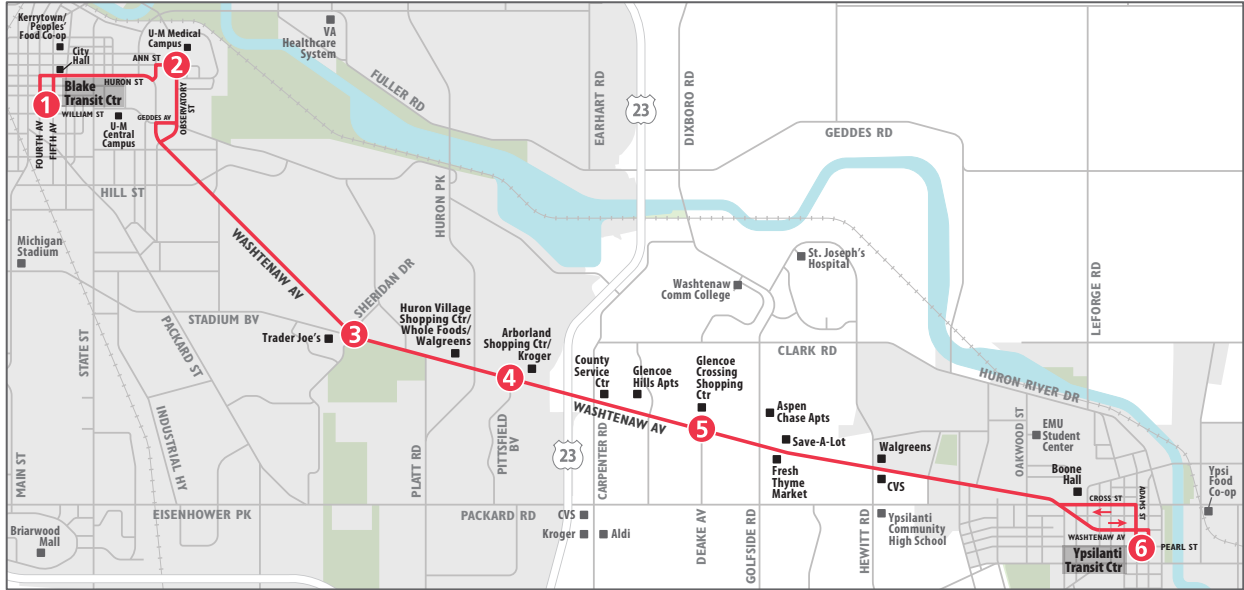 Kerrytown/
Peoples'
Food Co-op
City
Hall
U-M Medical
Campus
ANN ST
2
HURON ST
1
Blake
Transit Ctr
WILLIAM ST
GEDDES AV
OBSERVATORY
ST
U-M
Central
Campus
FOURTH AV
FIFTH AV
HILL ST
VA
Healthcare
System
FULLER RD
EARHART RD
23
DIXBORO RD
GEDDES RD
HURON PK
WASHTENAW AV
Michigan
Stadium
SHERIDAN DR
STADIUM BV
Trader Joe's
3
STATE ST
PACKARD ST
INDUSTRIAL HY
MAIN ST
Huron Village
Shopping Ctr/
Whole Foods/
Walgreens
Arborland
Shopping Ctr/
Kroger
4
Washtenaw
Comm College
St. Joseph's
Hospital
LEFORGE RD
CLARK RD
HURON RIVER DR
County
Service
Ctr
Glencoe
Hills Apts
Glencoe
Crossing
Shopping
Ctr
WASHTENAW AV
5
Aspen
Chase Apts
Save-A-Lot
Fresh
Thyme
Market
Walgreens
CVS
OAKWOOD ST
EMU
Student
Center
Boone
Hall
Ypsi
Food
Co-op
PLATT RD
PITTSFIELD
BV
23
CARPENTER RD
DEAKE AV
GOLFSIDE RD
HEWITT RD
Ypsilanti
Community
High School
CROSS ST
ADAMS ST
WASHTENAW AV
6
PEARL ST
Ypsilanti
Transit Ctr
EISENHOWER PK
PACKARD RD
CVS
Kroger
Aldi
Briarwood
Mall